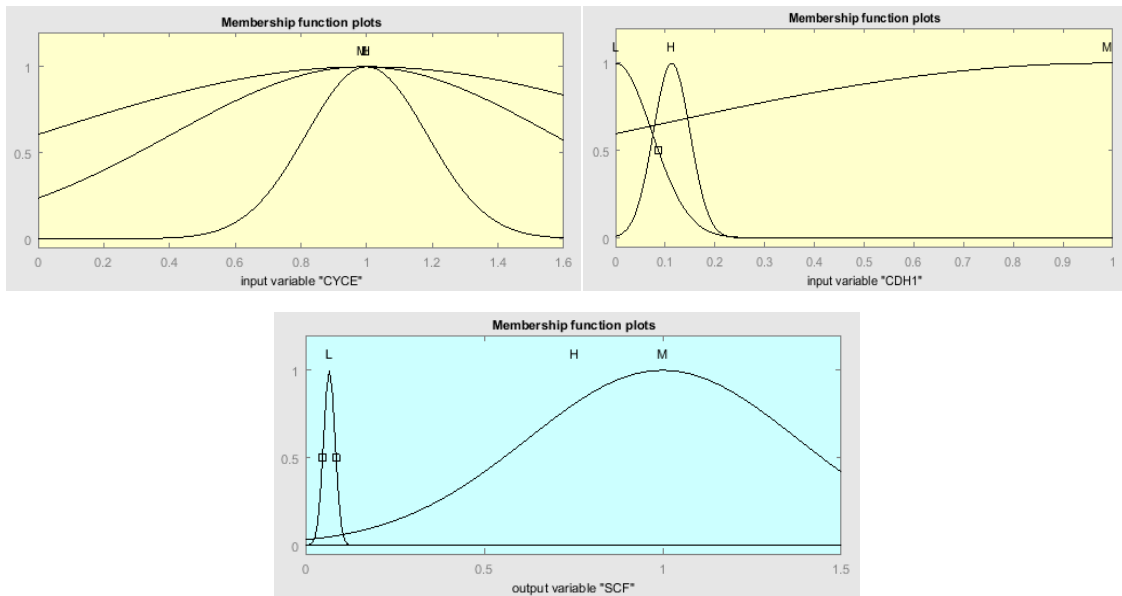 Membership function plots
M
H
1
0.5
0
0 0.2 0.4 0.6 0.8 1 1.2 1.4 1.6
input variable "CYCE"
Membership function plots
L H M
1
0.5
0
0 0.1 0.2 0.3 0.4 0.5 0.6 0.7 0.8 0.9 1
input variable "CDH1"
Membership function plots
L H M
1
0.5
0
0 0.5 1 1.5
output variable "SCF"